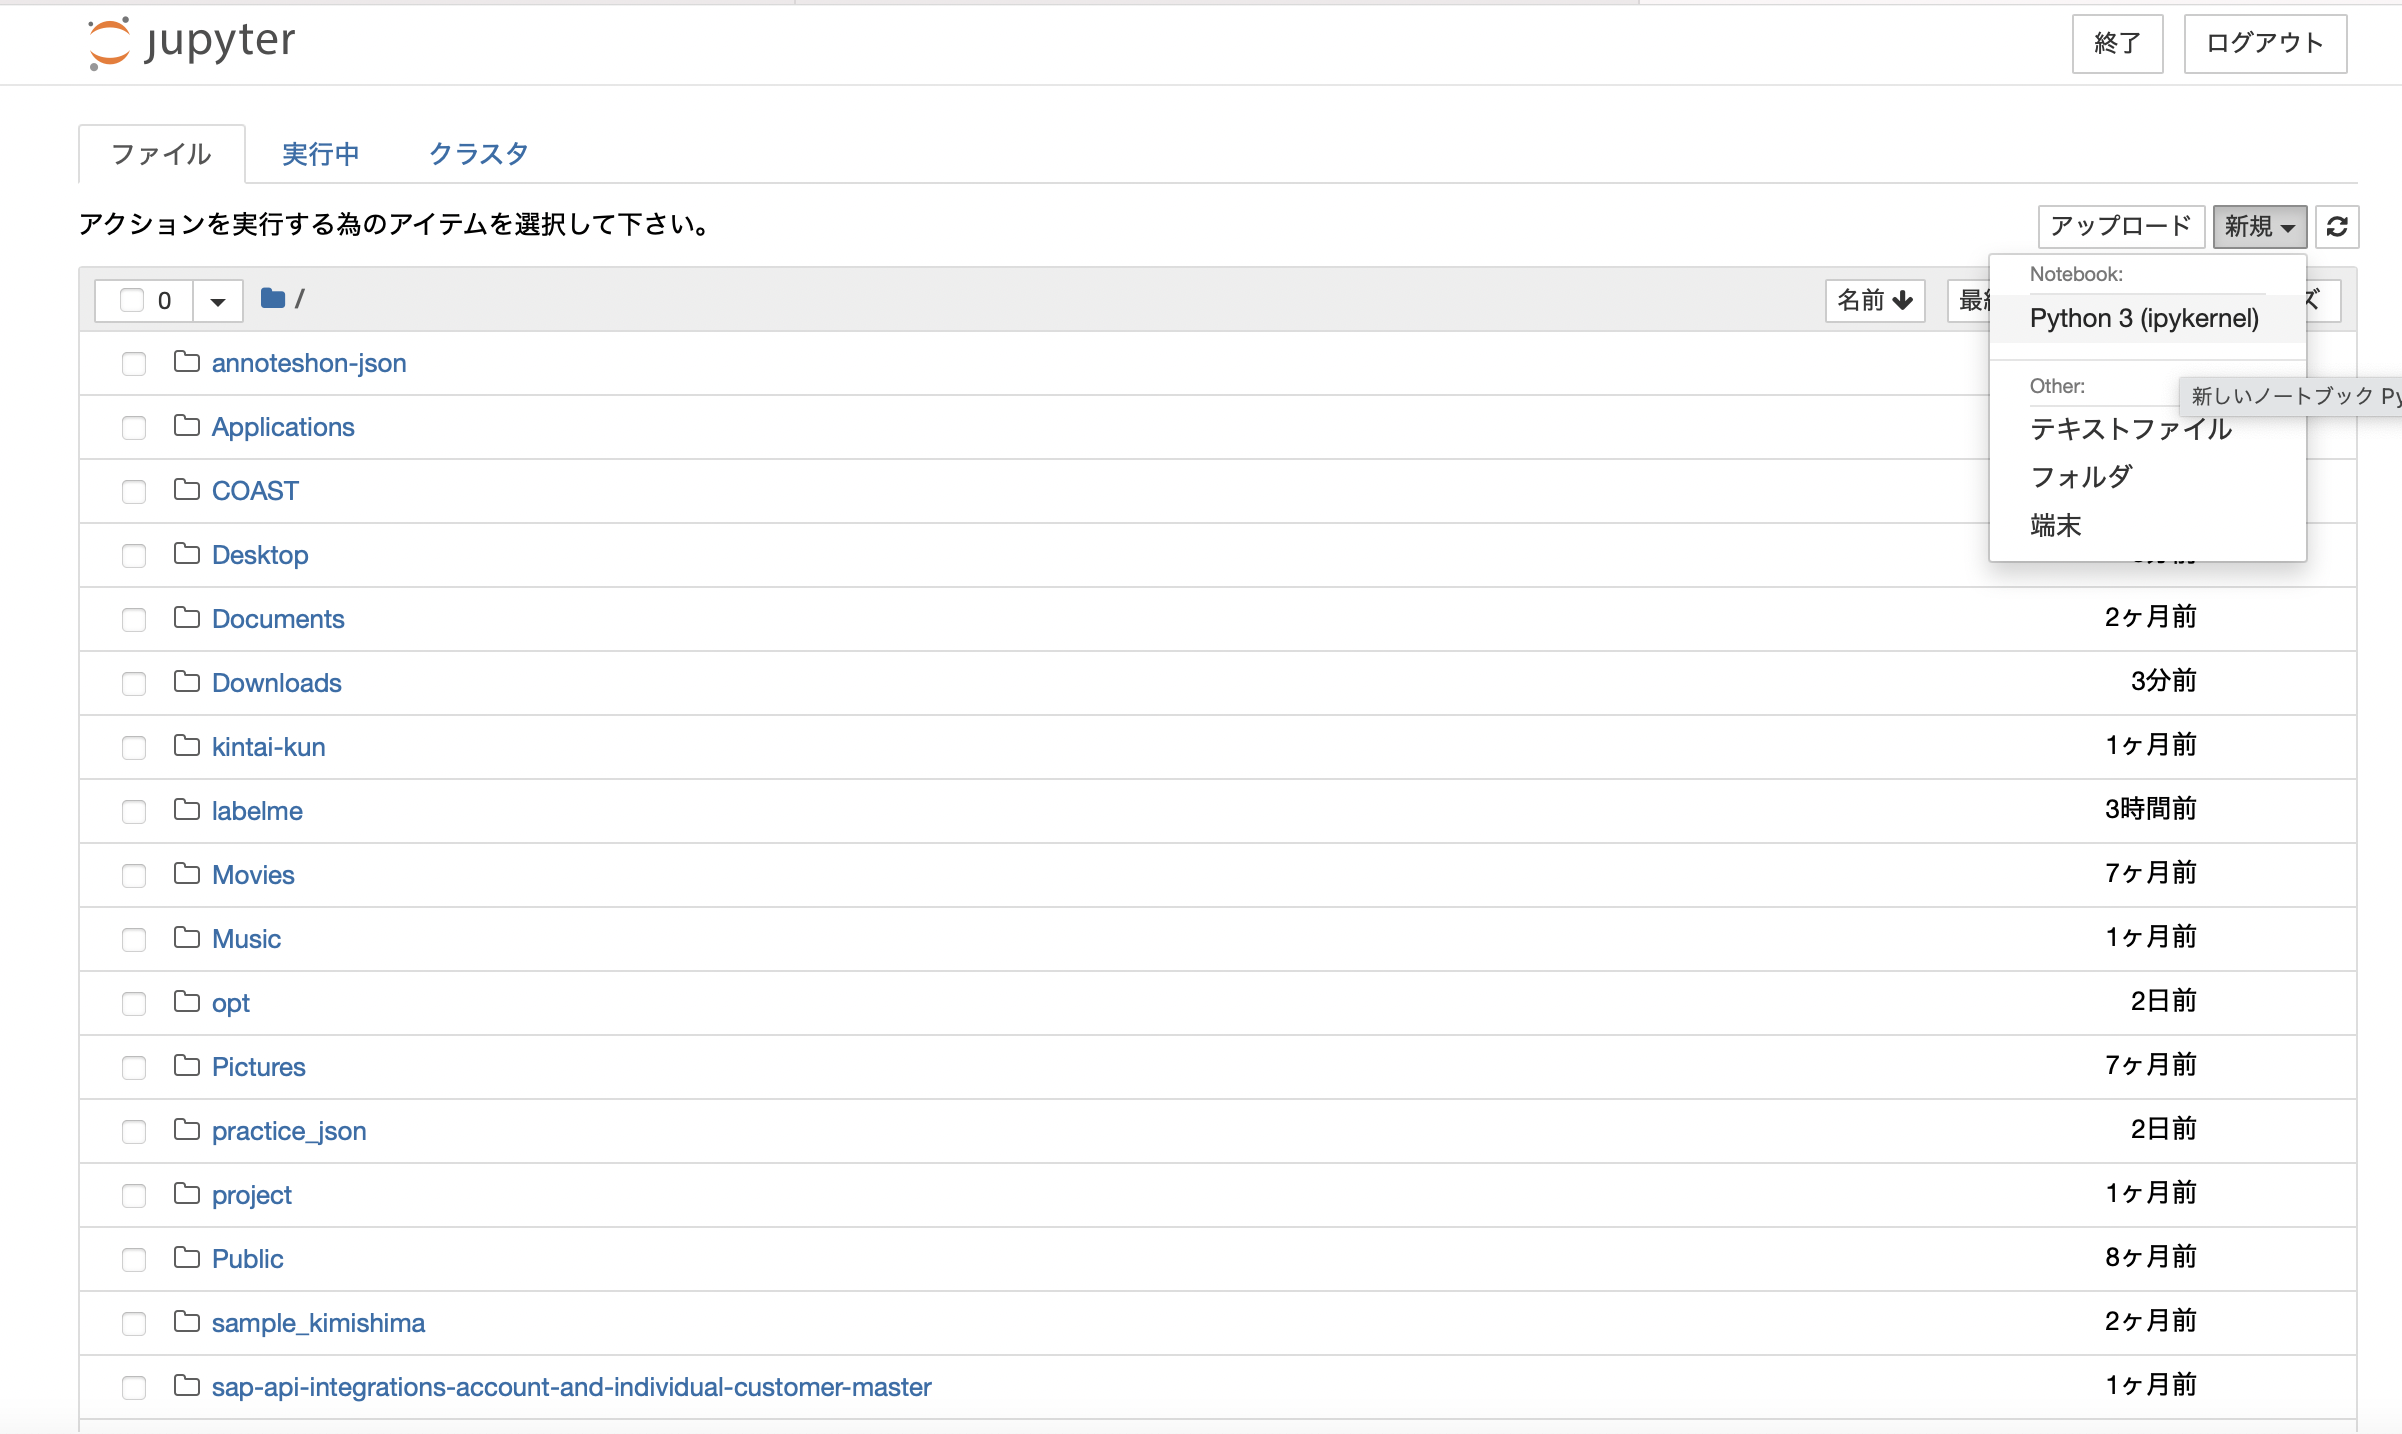 jupyter
終了 ログアウト
ファイル 実行中 クラスタ
アクションを実行する為のアイテムを選択して下さい。
アップロード 新規
0 /
名前
Notebook:
Python 3 (ipykernel)
Other:
新しいノートブック
テキストファイル
フォルダ
端末
annoteshon-json
Applications
COAST
Desktop
Documents 2ヶ月前
Downloads 3分前
kintai-kun 1ヶ月前
labelme 3時間前
Movies 7ヶ月前
Music 1ヶ月前
opt 2日前
Pictures 7ヶ月前
practice_json 2日前
project 1ヶ月前
Public 8ヶ月前
sample_kimishima 2ヶ月前
sap-api-integrations-account-and-individual-customer-master 1ヶ月前